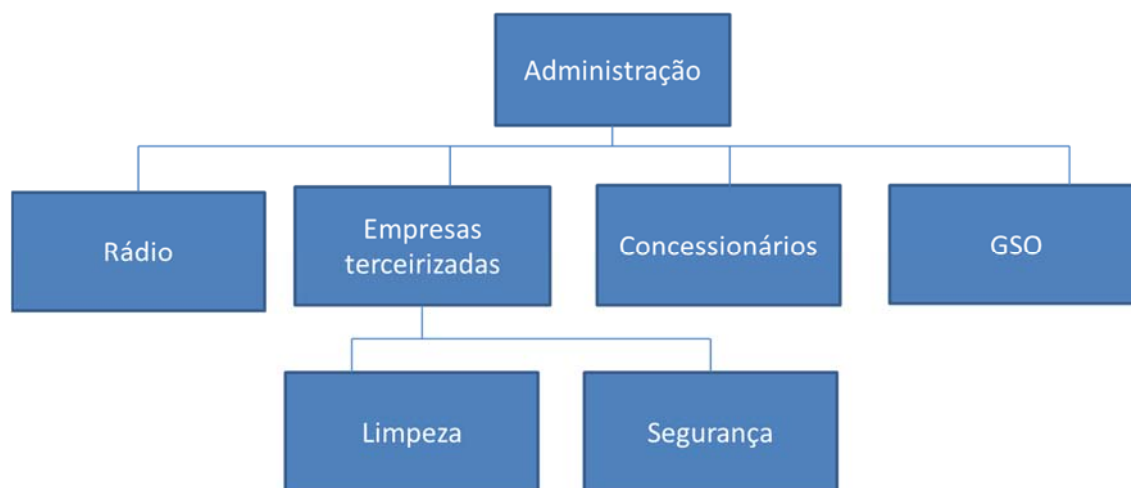 Administração
Rádio
Empresas
terceirizadas
Concessionários
GSO
Limpeza
Segurança